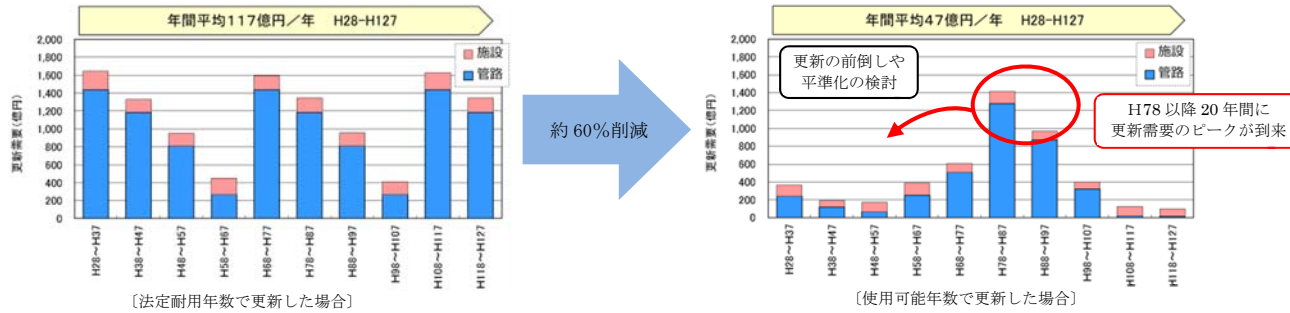 年間平均117億円／年 H28-H127
更新需要(億円)
2,000
1,800
1,600
1,400
1,200
1,000
800
600
400
200
0
施設
管路
H28～H37
H38～H47
H48～H57
H58～H67
H68～H77
H78～H87
H88～H97
H98～H107
H108～H117
H118～H127
〔法定耐用年数で更新した場合〕
約 60％削減
年間平均47億円／年 H28-H127
更新需要(億円)
2,000
1,800
1,600
1,400
1,200
1,000
800
600
400
200
0
更新の前倒しや
平準化の検討
施設
管路
H78 以降 20 年間に
更新需要のピークが到来
H28～H37
H38～H47
H48～H57
H58～H67
H68～H77
H78～H87
H88～H97
H98～H107
H108～H117
H118～H127
〔使用可能年数で更新した場合〕